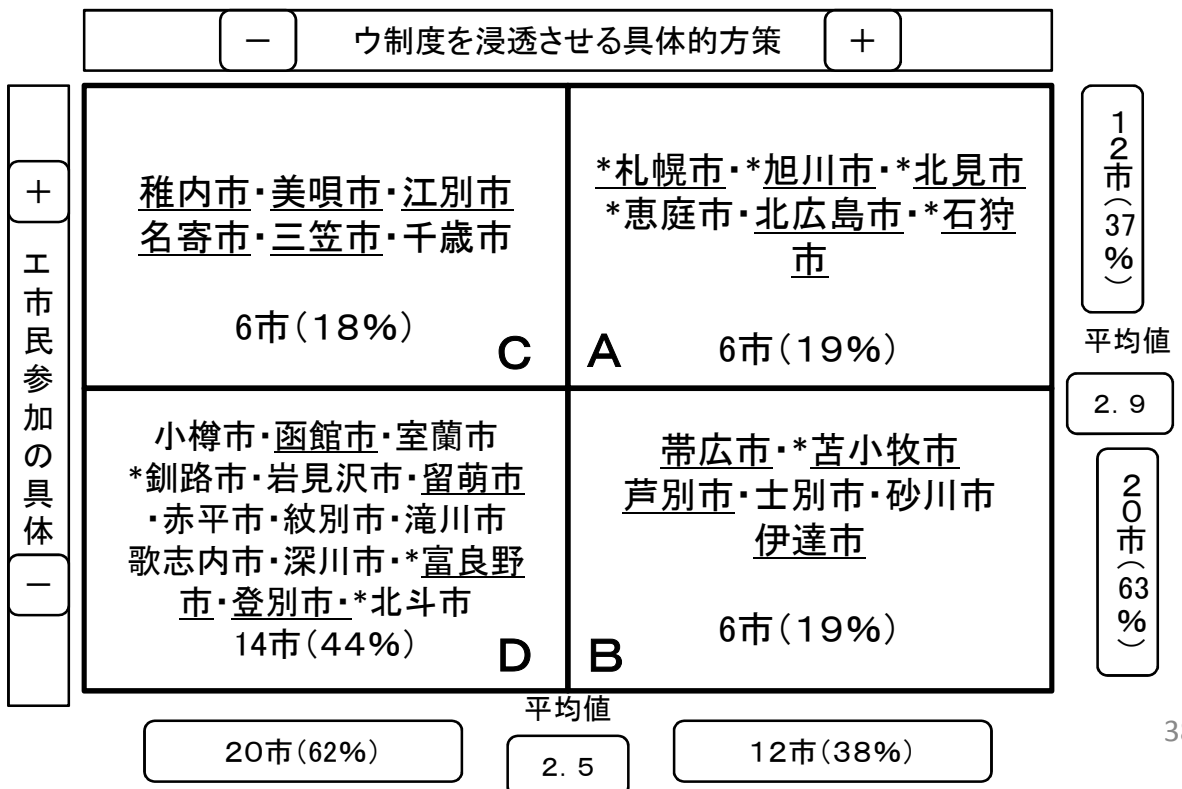 － ウ制度を浸透させる具体的方策 ＋
＋
エ市民参加の具体
－
稚内市・美唄市・江別市
名寄市・三笠市・千歳市
6市（18%）
C
*札幌市・*旭川市・*北見市
*恵庭市・北広島市・*石狩
市
6市（19%）
A
小樽市・函館市・室蘭市
*釧路市・岩見沢市・留萌市
・赤平市・紋別市・滝川市
歌志内市・深川市・*富良野
市・登別市・*北斗市
14市（44%）
D
帯広市・*苫小牧市
芦別市・士別市・砂川市
伊達市
6市（19%）
B
12市（37%）
平均値
2．9
20市（63%）
平均値
20市（62%）
2．5
12市（38%）